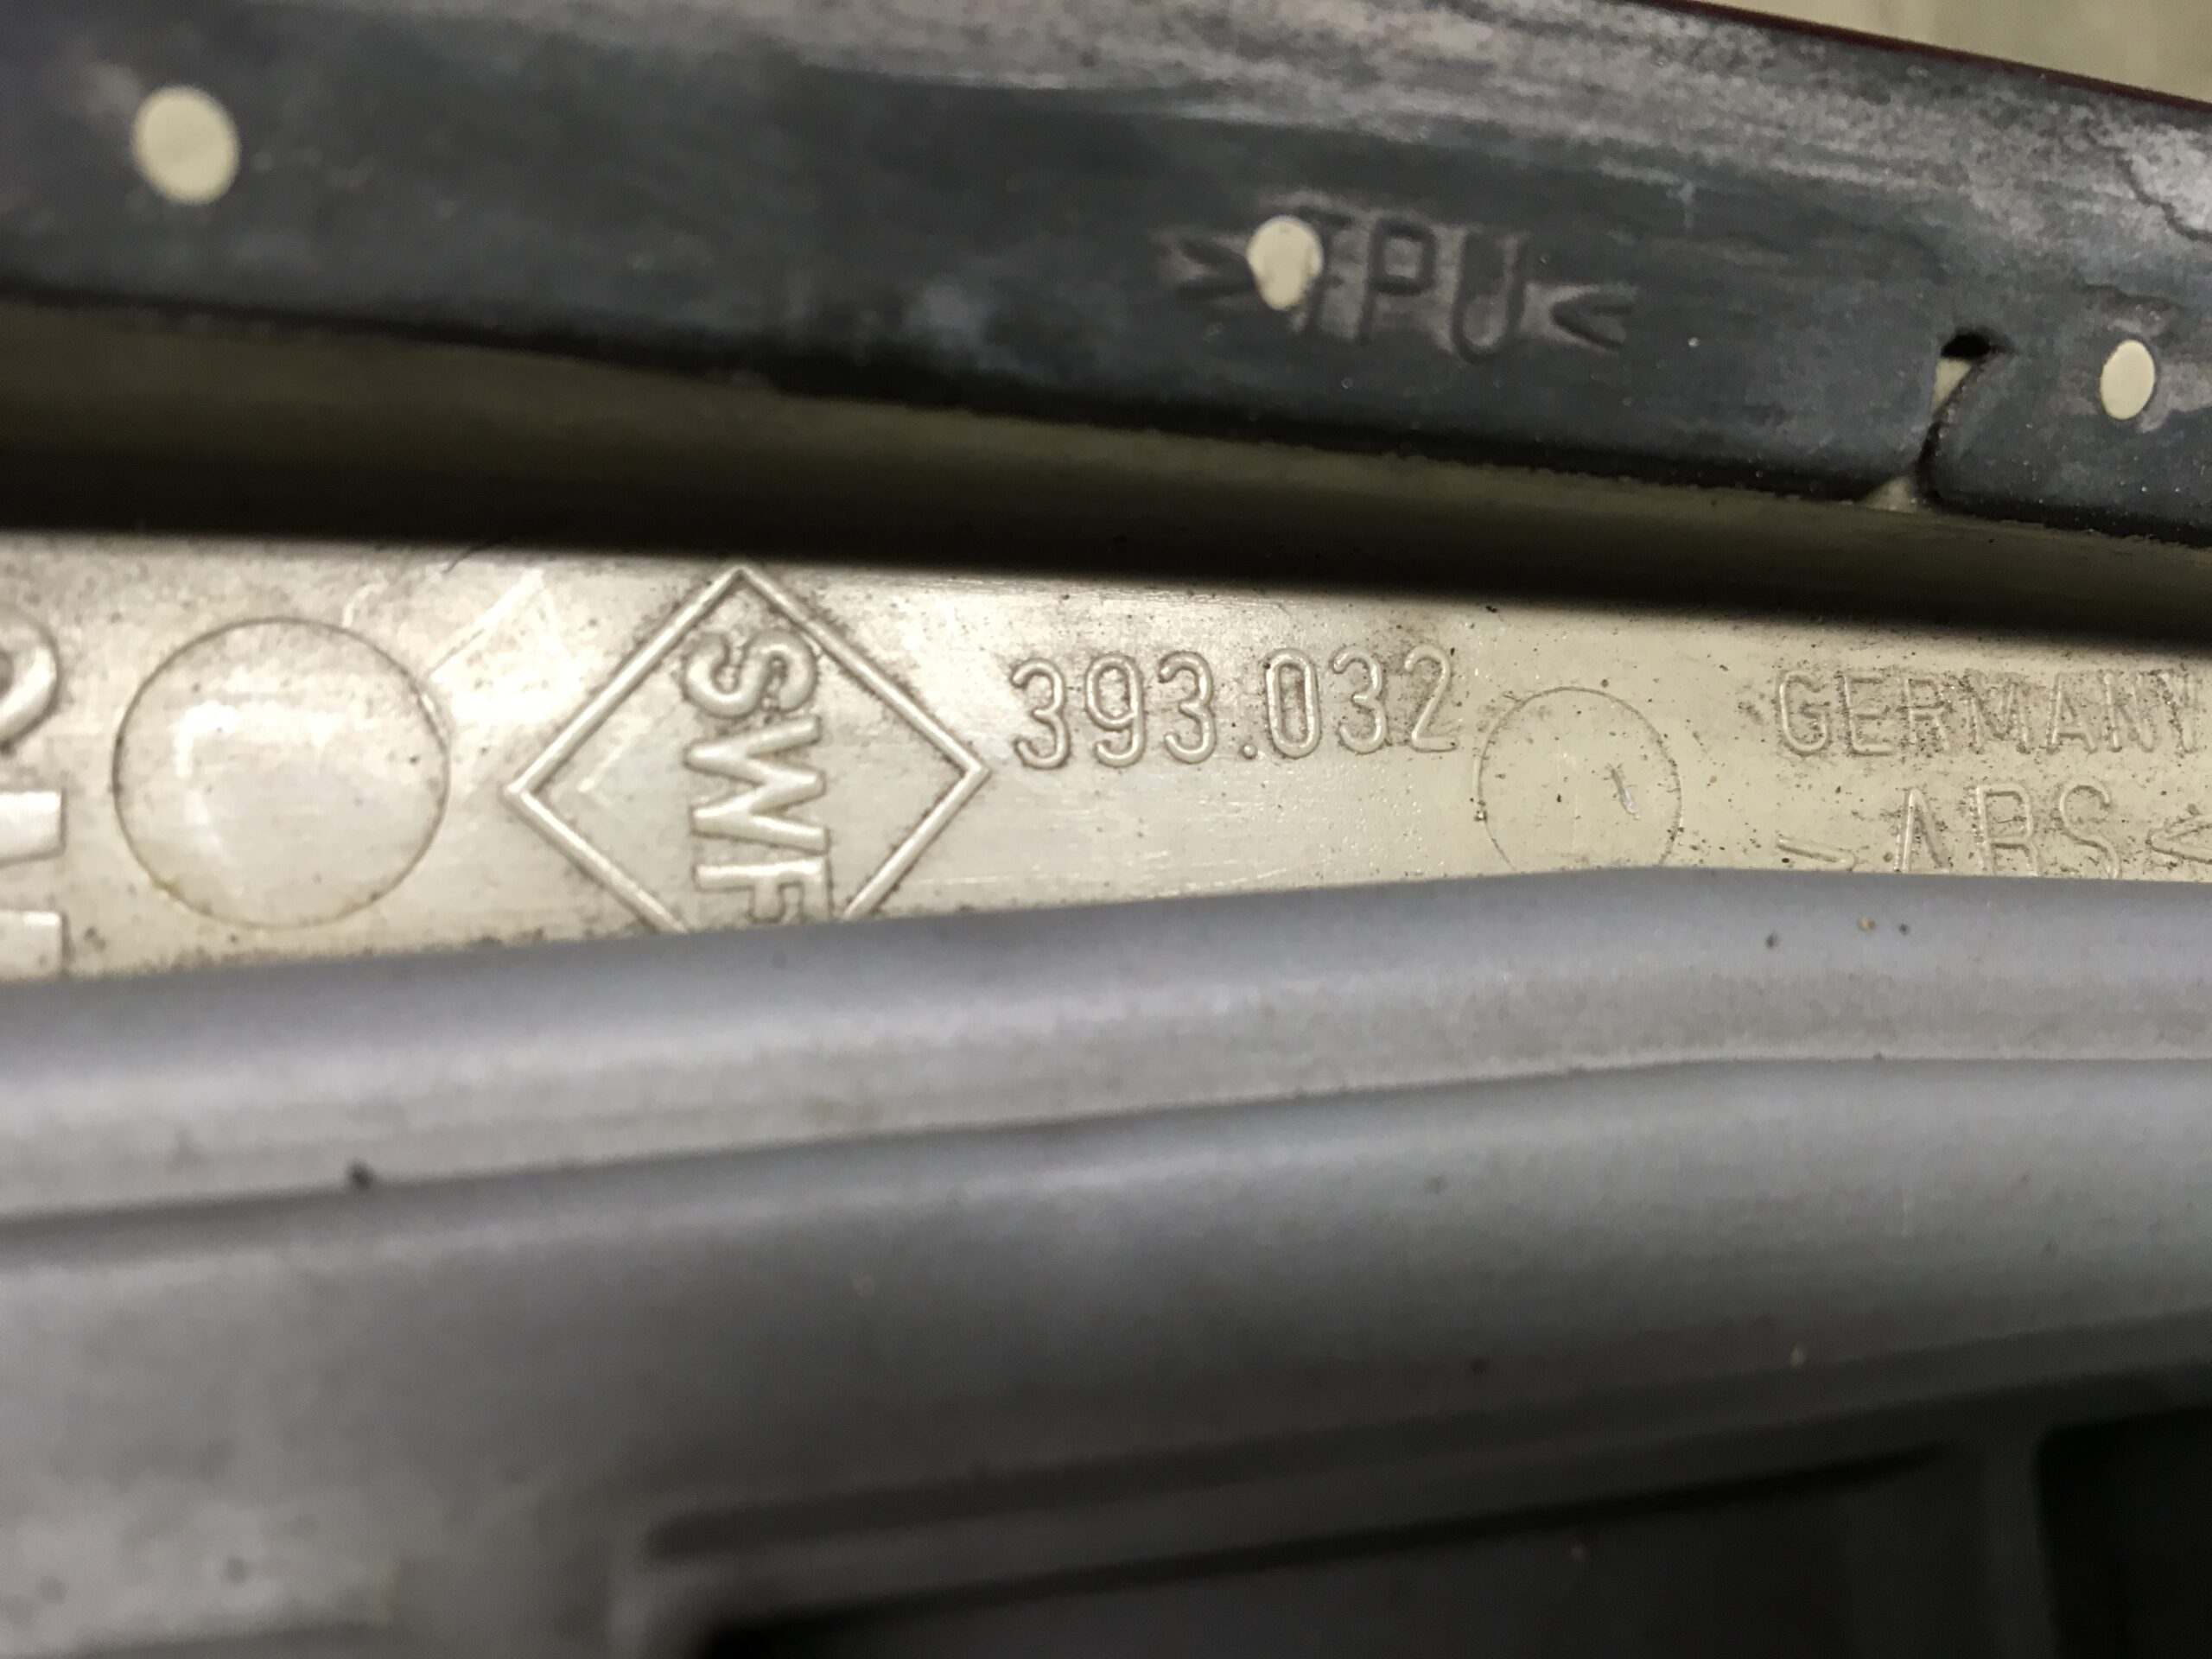 >TPU<
SWF
393.032
GERMANY
>ABS<